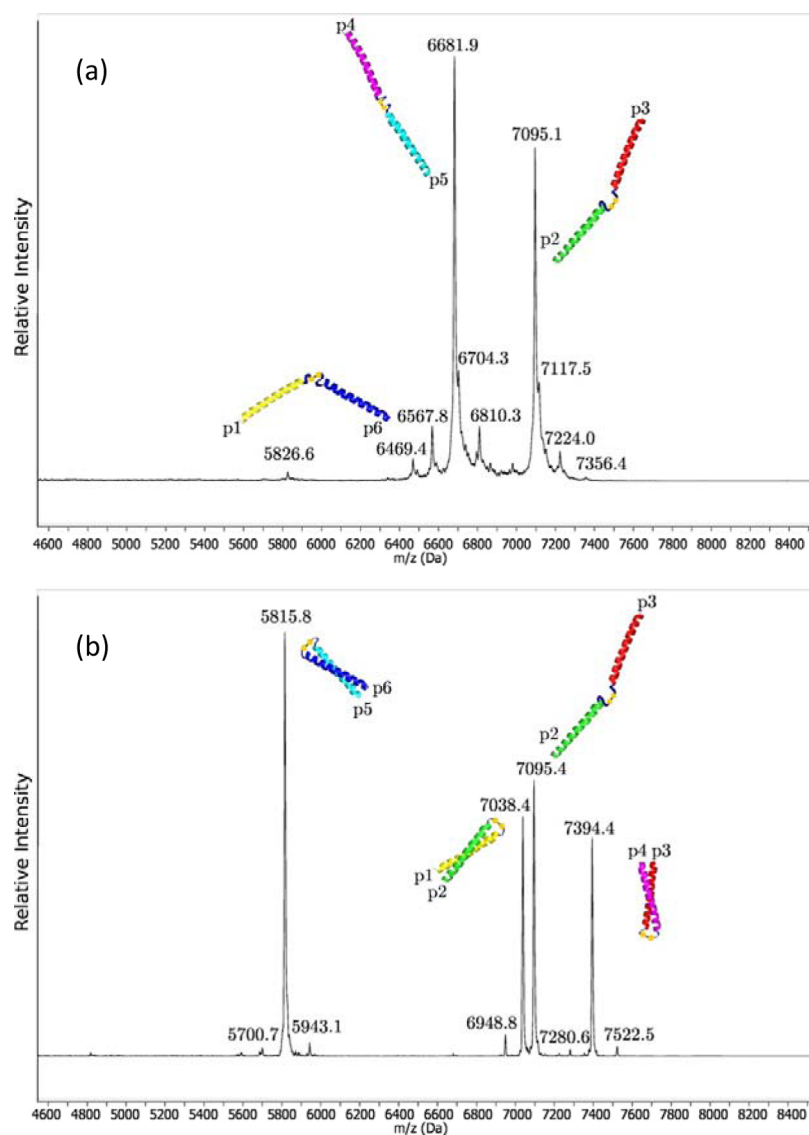 (a)
p4
6681.9
7095.1
p3
p5
p2
6704.3
7117.5
p1
p6
6567.8
6810.3
5826.6
6469.4
7224.0
7356.4
Relative Intensity
4600 4800 5000 5200 5400 5600 5800 6000 6200 6400 6600 6800 7000 7200 7400 7600 7800 8000 8200 8400
m/z (Da)
(b)
5815.8
p3
p6
p5
p2
7095.4
7038.4
7394.4
p4 p3
p1
p2
6948.8
5700.7
5943.1
7280.6
7522.5
Relative Intensity
4600 4800 5000 5200 5400 5600 5800 6000 6200 6400 6600 6800 7000 7200 7400 7600 7800 8000 8200 8400
m/z (Da)